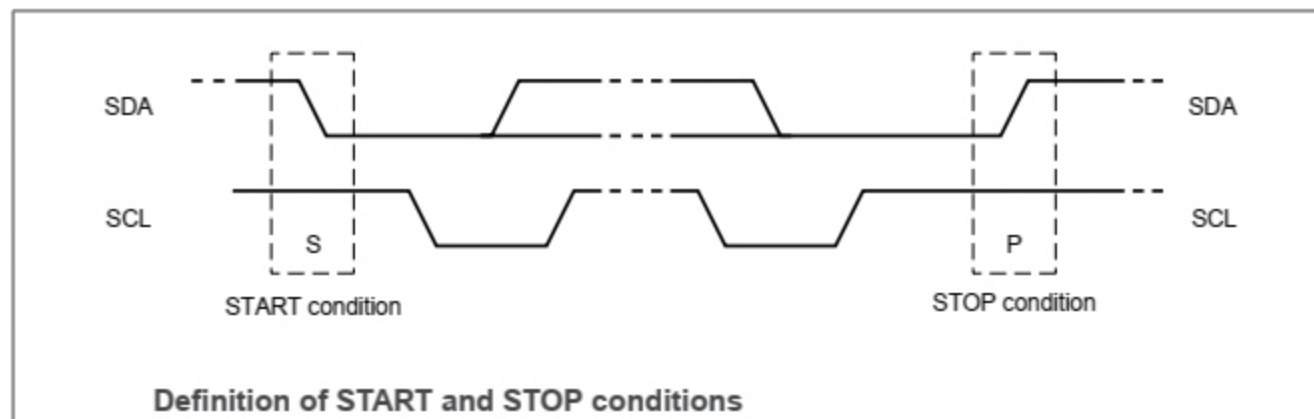 SDA
SDA
SCL
SCL
S
P
START condition
STOP condition
Definition of START and STOP conditions